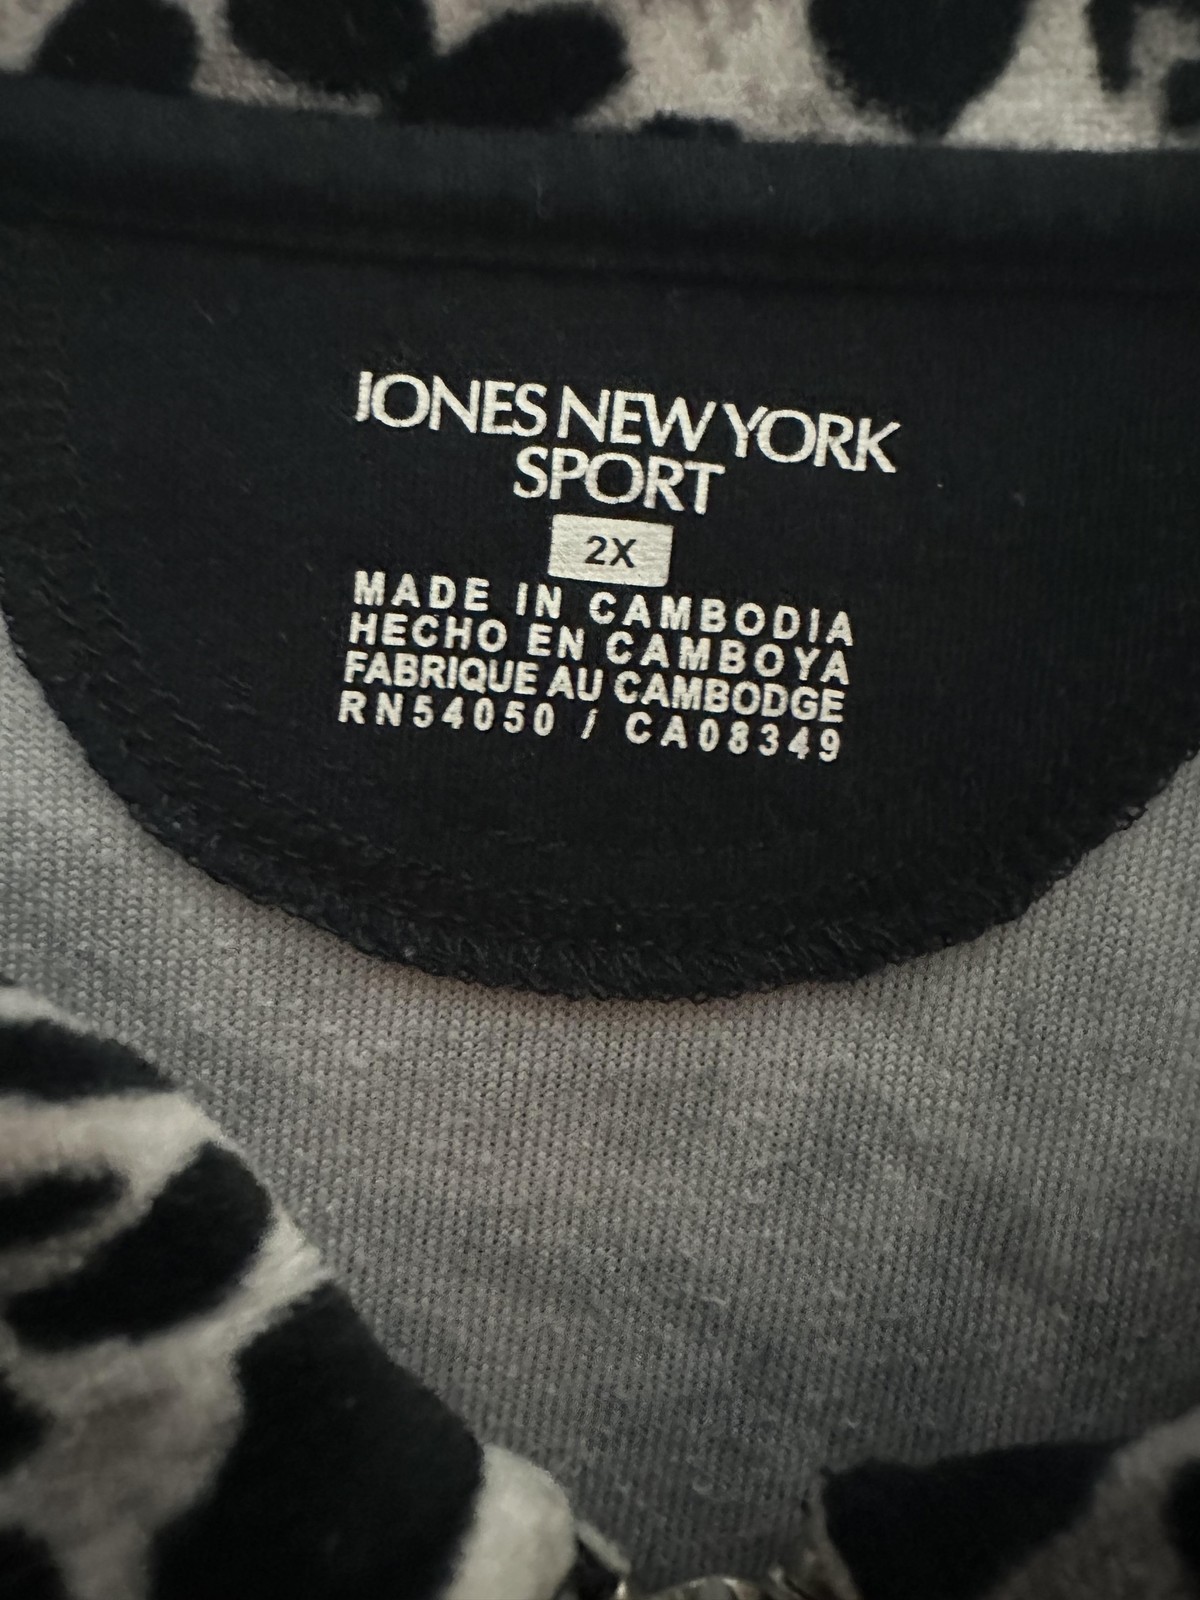 JONES NEW YORK
SPORT
2X
MADE IN CAMBODIA
HECHO EN CAMBOYA
FABRIQUE AU CAMBODGE
RN54050 / CA08349